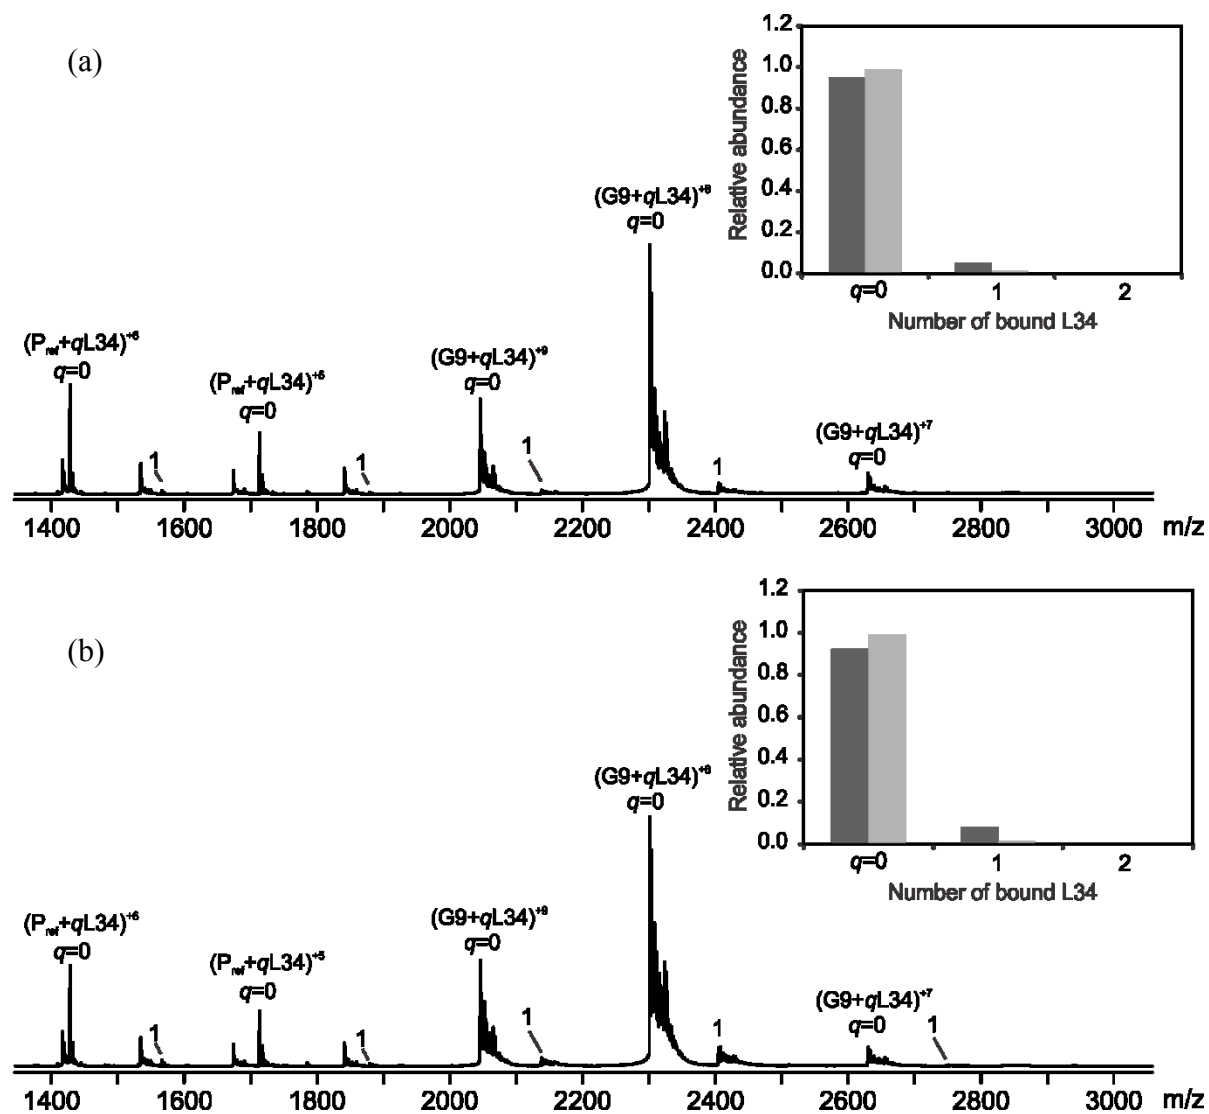 (a)
1.2
1.0
0.8
0.6
0.4
0.2
0.0
Relative abundance
q=0 1 2
Number of bound L34
(G9+qL34)⁺⁸
q=0
(Pref+qL34)⁺⁶
q=0
(Pref+qL34)⁺⁵
q=0
(G9+qL34)⁺⁹
q=0
(G9+qL34)⁺⁷
q=0
1 1 1 1
1400 1600 1800 2000 2200 2400 2600 2800 3000 m/z
(b)
1.2
1.0
0.8
0.6
0.4
0.2
0.0
Relative abundance
q=0 1 2
Number of bound L34
(G9+qL34)⁺⁸
q=0
(Pref+qL34)⁺⁶
q=0
(Pref+qL34)⁺⁵
q=0
(G9+qL34)⁺⁹
q=0
(G9+qL34)⁺⁷
q=0
1 1 1 1 1
1400 1600 1800 2000 2200 2400 2600 2800 3000 m/z